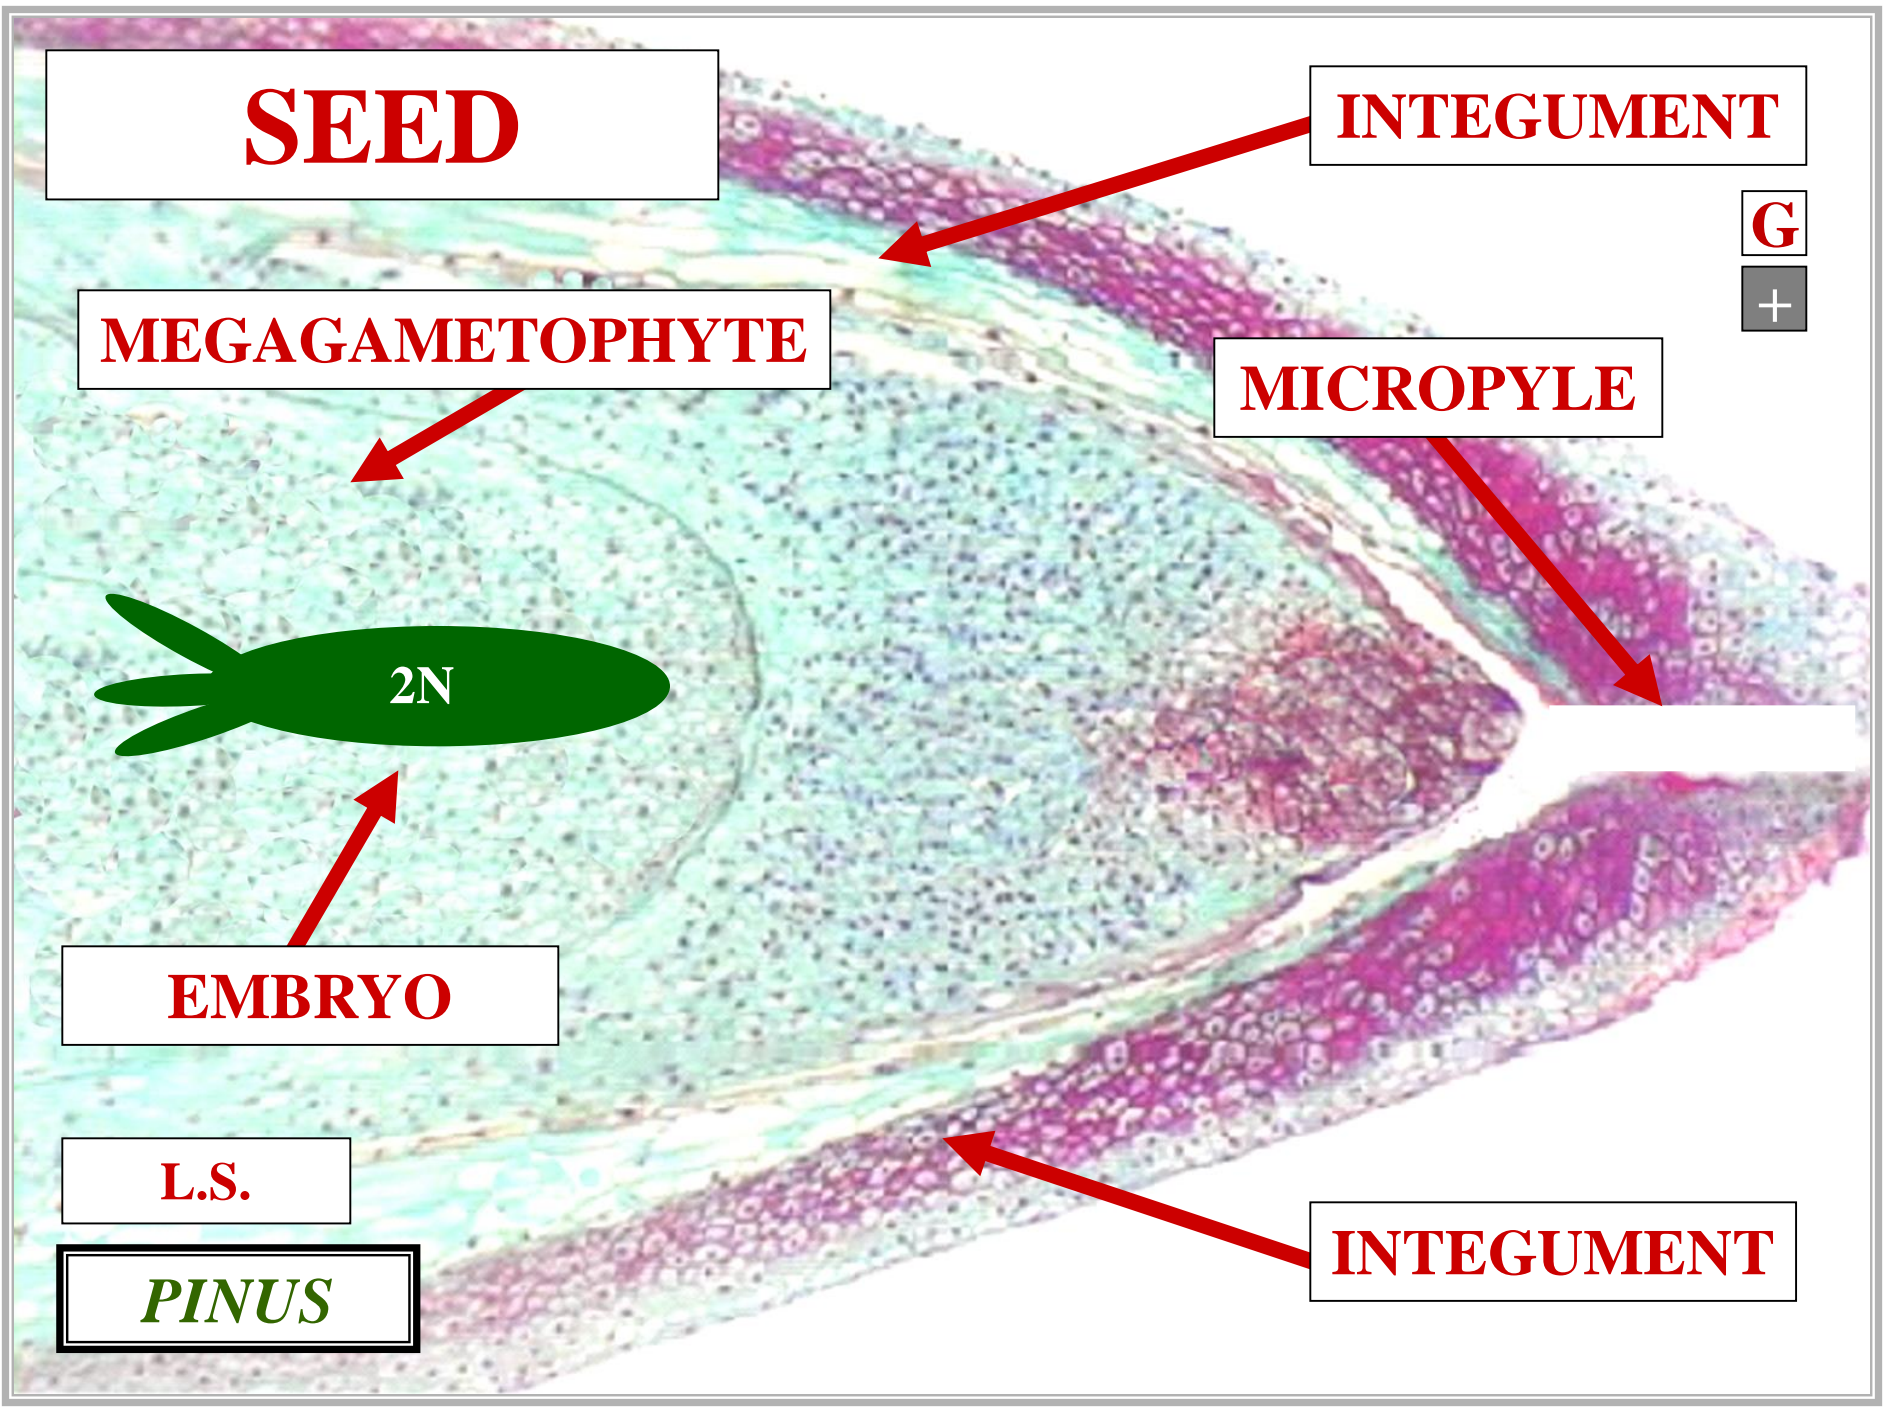 SEED
INTEGUMENT
G
+
MEGAGAMETOPHYTE
MICROPYLE
2N
EMBRYO
L.S.
INTEGUMENT
PINUS